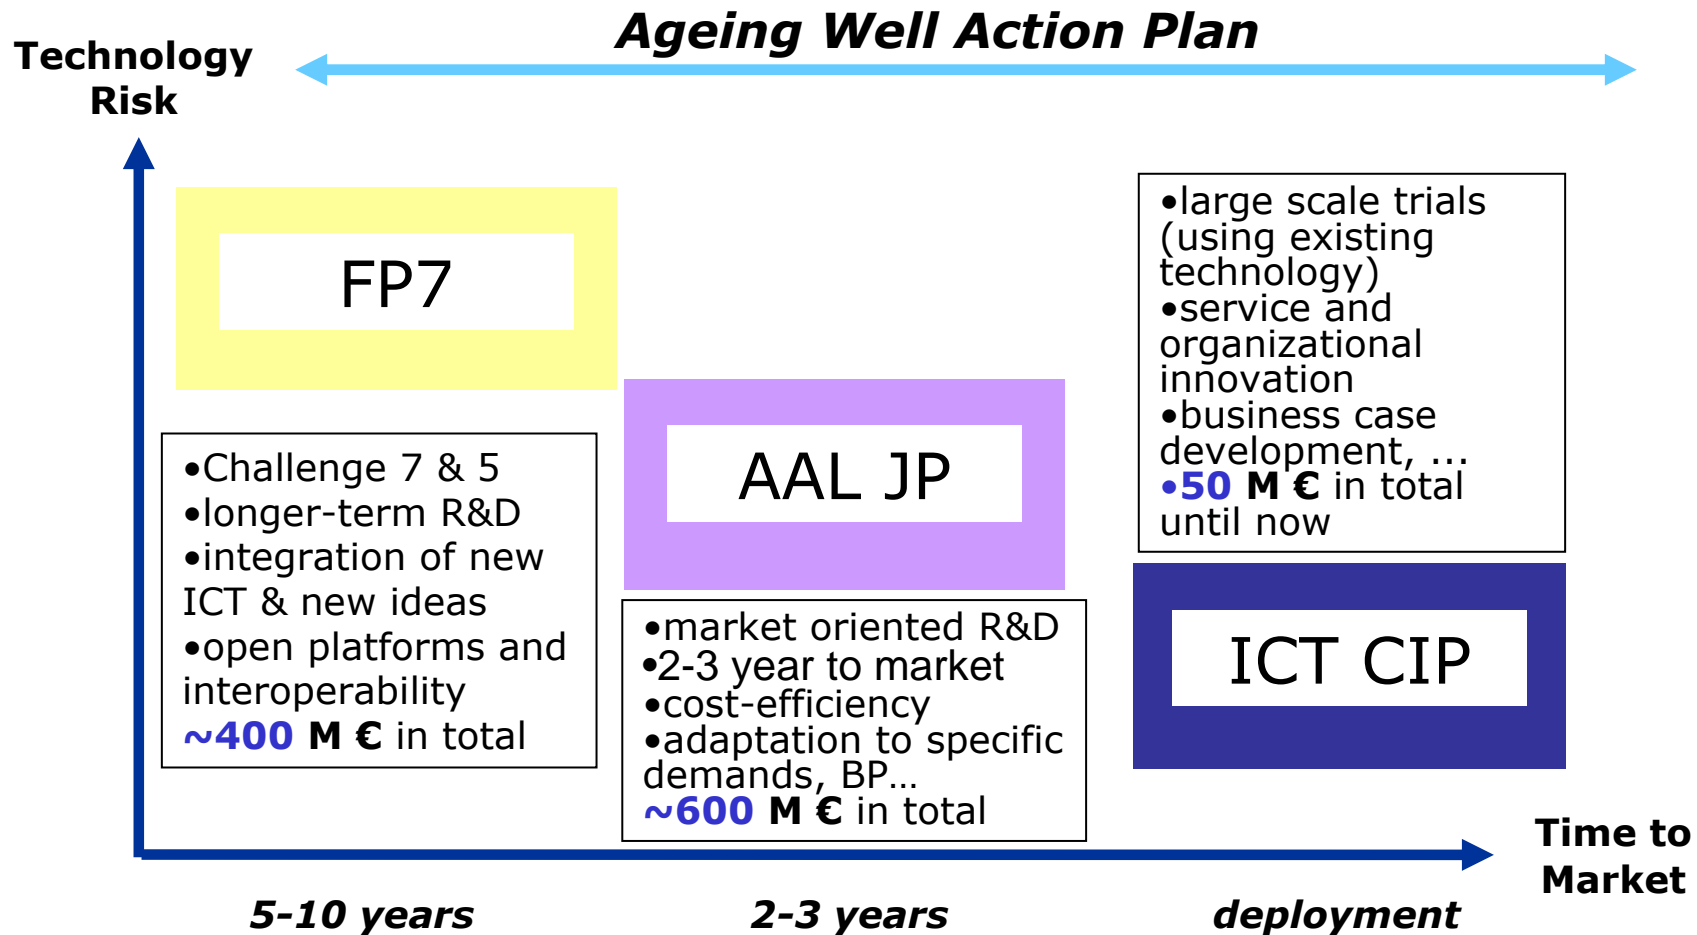 Ageing Well Action Plan
Technology
Risk
FP7
•Challenge 7 & 5
•longer-term R&D
•integration of new
ICT & new ideas
•open platforms and
interoperability
~400 M € in total
AAL JP
•market oriented R&D
•2-3 year to market
•cost-efficiency
•adaptation to specific
demands, BP…
~600 M € in total
•large scale trials
(using existing
technology)
•service and
organizational
innovation
•business case
development, …
•50 M € in total
until now
ICT CIP
Time to
Market
5-10 years
2-3 years
deployment